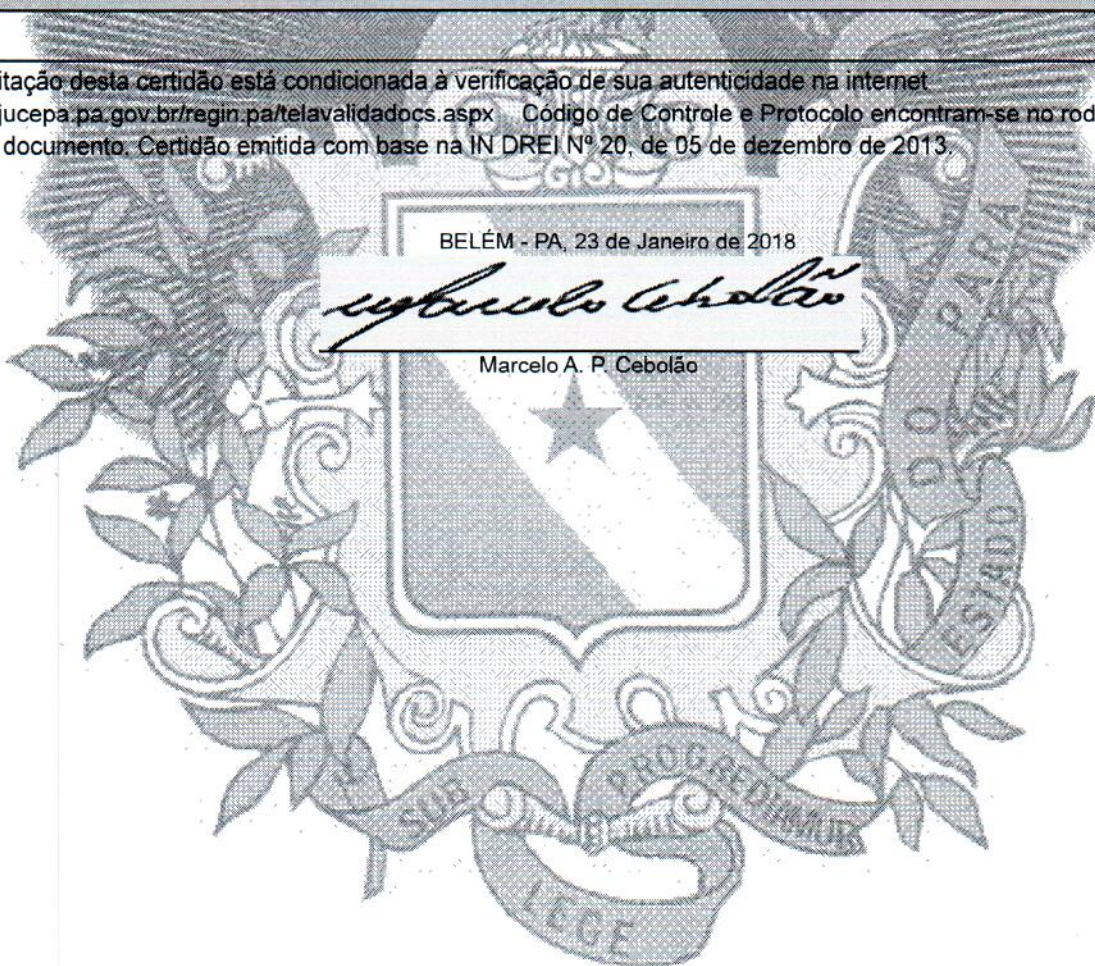 itação desta certidão está condicionada à verificação de sua autenticidade na internet
jucepa.pa.gov.br/regin.pa/telavalidadocs.aspx Código de Controle e Protocolo encontram-se no rod
documento. Certidão emitida com base na IN DREI Nº 20, de 05 de dezembro de 2013.
BELÉM - PA, 23 de Janeiro de 2018
Marcelo Cebolão
Marcelo A. P. Cebolão
ESTADO DO PARÁ
SUB LEGE PROGREDIAMUR